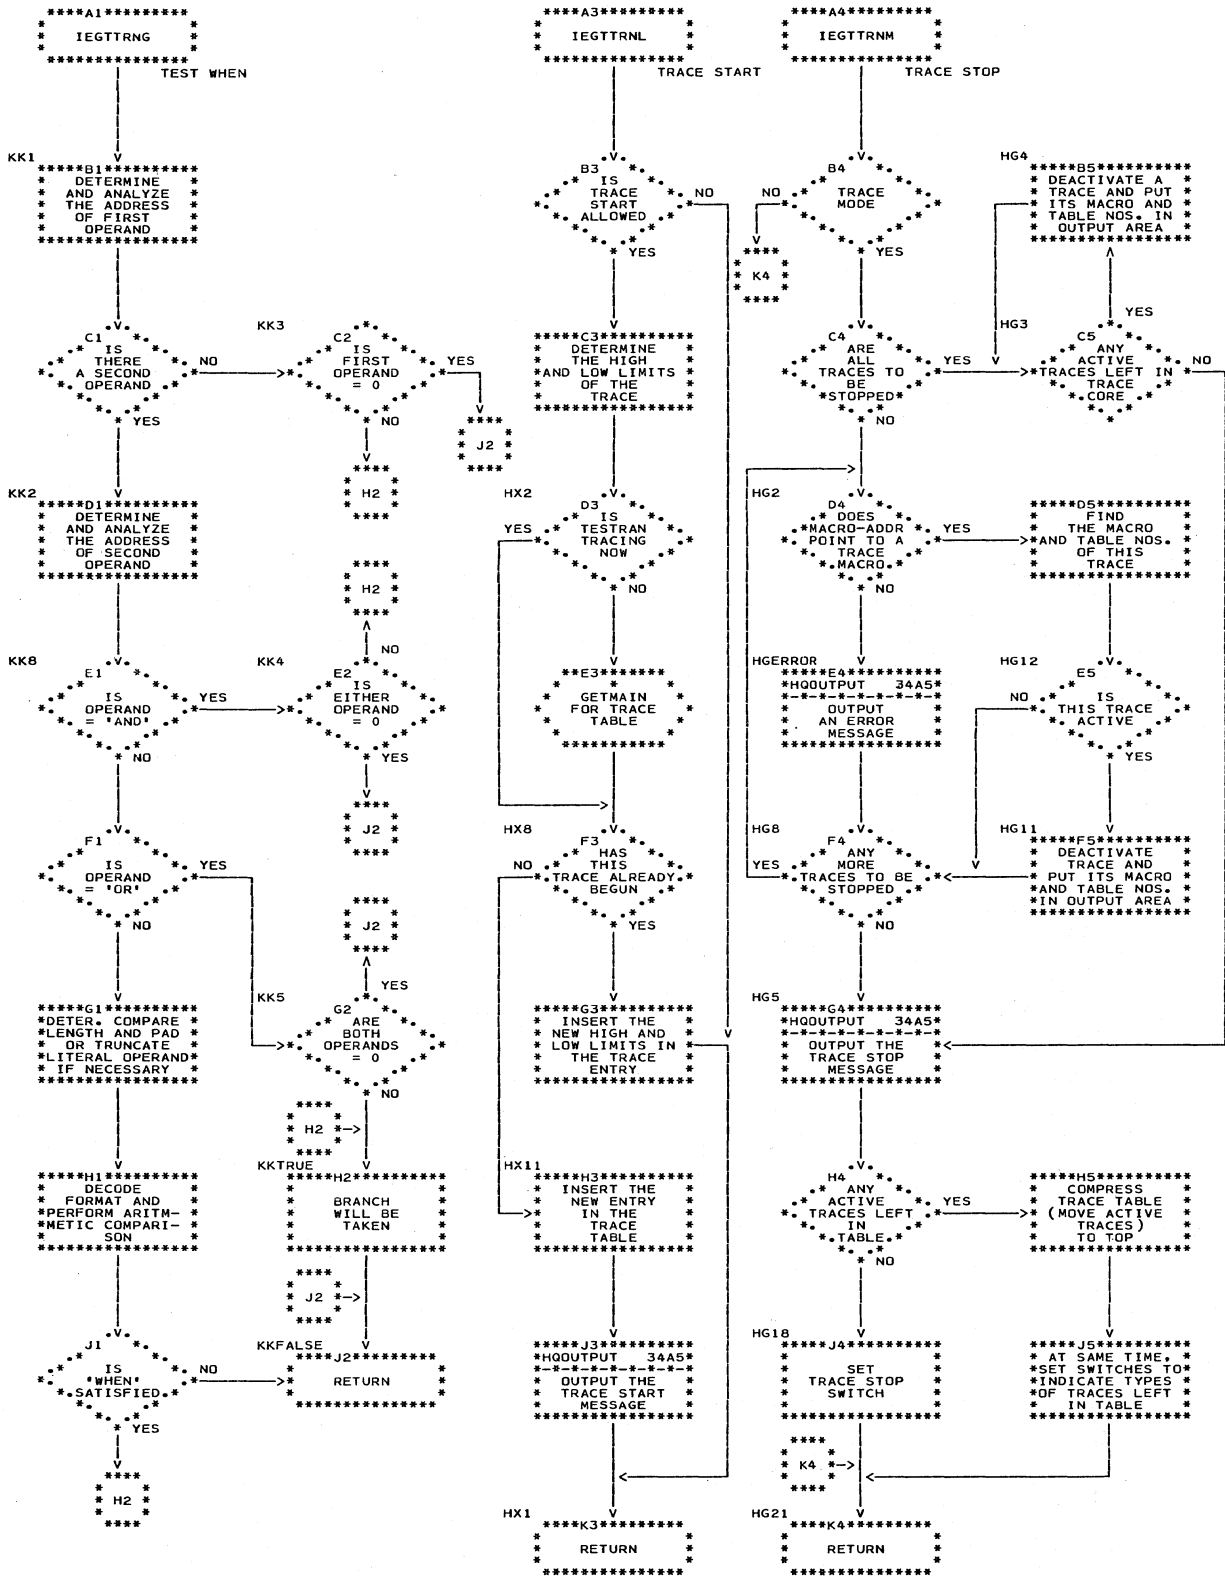 A1
IEGTTRNG
TEST WHEN
KK1
B1
DETERMINE
AND ANALYZE
THE ADDRESS
OF FIRST
OPERAND
C1
IS
THERE
A SECOND
OPERAND
NO
YES
KK3
C2
IS
FIRST
OPERAND
= 0
YES
J2
NO
H2
KK2
D1
DETERMINE
AND ANALYZE
THE ADDRESS
OF SECOND
OPERAND
KK8
E1
IS
OPERAND
= 'AND'
YES
NO
H2
NO
KK4
E2
IS
EITHER
OPERAND
= 0
YES
J2
F1
IS
OPERAND
= 'OR'
YES
NO
J2
YES
KK5
G2
ARE
BOTH
OPERANDS
= 0
NO
G1
DETER. COMPARE
LENGTH AND PAD
OR TRUNCATE
LITERAL OPERAND
IF NECESSARY
H2
KKTRUE
H2
BRANCH
WILL BE
TAKEN
H1
DECODE
FORMAT AND
PERFORM ARITM-
METIC COMPARI-
SON
J2
J1
IS
'WHEN'
SATISFIED
NO
YES
H2
KKFALSE
J2
RETURN
A3
IEGTTRNL
TRACE START
B3
IS
TRACE
START
ALLOWED
NO
YES
C3
DETERMINE
THE HIGH
AND LOW LIMITS
OF THE
TRACE
HX2
D3
IS
TESTRAN
TRACING
NOW
YES
NO
E3
GETMAIN
FOR TRACE
TABLE
HX8
F3
HAS
THIS
TRACE ALREADY
BEGUN
NO
YES
G3
INSERT THE
NEW HIGH AND
LOW LIMITS IN
THE TRACE
ENTRY
HX11
H3
INSERT THE
NEW ENTRY
IN THE
TRACE
TABLE
J3
HQOUTPUT 34A5
OUTPUT THE
TRACE START
MESSAGE
HX1
K3
RETURN
A4
IEGTTRNM
TRACE STOP
B4
TRACE
MODE
NO
K4
YES
C4
ARE
ALL
TRACES TO
BE
STOPPED
YES
NO
HG4
B5
DEACTIVATE A
TRACE AND PUT
ITS MACRO AND
TABLE NOS. IN
OUTPUT AREA
YES
HG3
C5
ANY
ACTIVE
TRACES LEFT IN
TRACE
CORE
NO
HG2
D4
DOES
MACRO-ADDR
POINT TO A
TRACE
MACRO
YES
NO
D5
FIND
THE MACRO
AND TABLE NOS.
OF THIS
TRACE
HGERROR
E4
HQOUTPUT 34A5
OUTPUT
AN ERROR
MESSAGE
HG12
E5
IS
THIS TRACE
ACTIVE
NO
YES
HG8
F4
ANY
MORE
TRACES TO BE
STOPPED
YES
NO
HG11
F5
DEACTIVATE
TRACE AND
PUT ITS MACRO
AND TABLE NOS.
IN OUTPUT AREA
HG5
G4
HQOUTPUT 34A5
OUTPUT THE
TRACE STOP
MESSAGE
H4
ANY
ACTIVE
TRACES LEFT
IN
TABLE
YES
NO
H5
COMPRESS
TRACE TABLE
(MOVE ACTIVE
TRACES)
TO TOP
HG18
J4
SET
TRACE STOP
SWITCH
J5
AT SAME TIME,
SET SWITCHES TO
INDICATE TYPES
OF TRACES LEFT
IN TABLE
K4
HG21
K4
RETURN